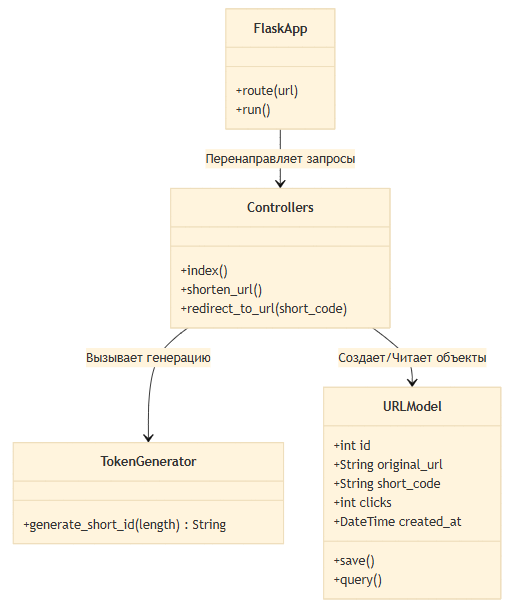 FlaskApp
+route(url)
+run()
Перенаправляет запросы
Controllers
+index()
+shorten_url()
+redirect_to_url(short_code)
Вызывает генерацию
Создает/Читает объекты
TokenGenerator
+generate_short_id(length) : String
URLModel
+int id
+String original_url
+String short_code
+int clicks
+DateTime created_at
+save()
+query()